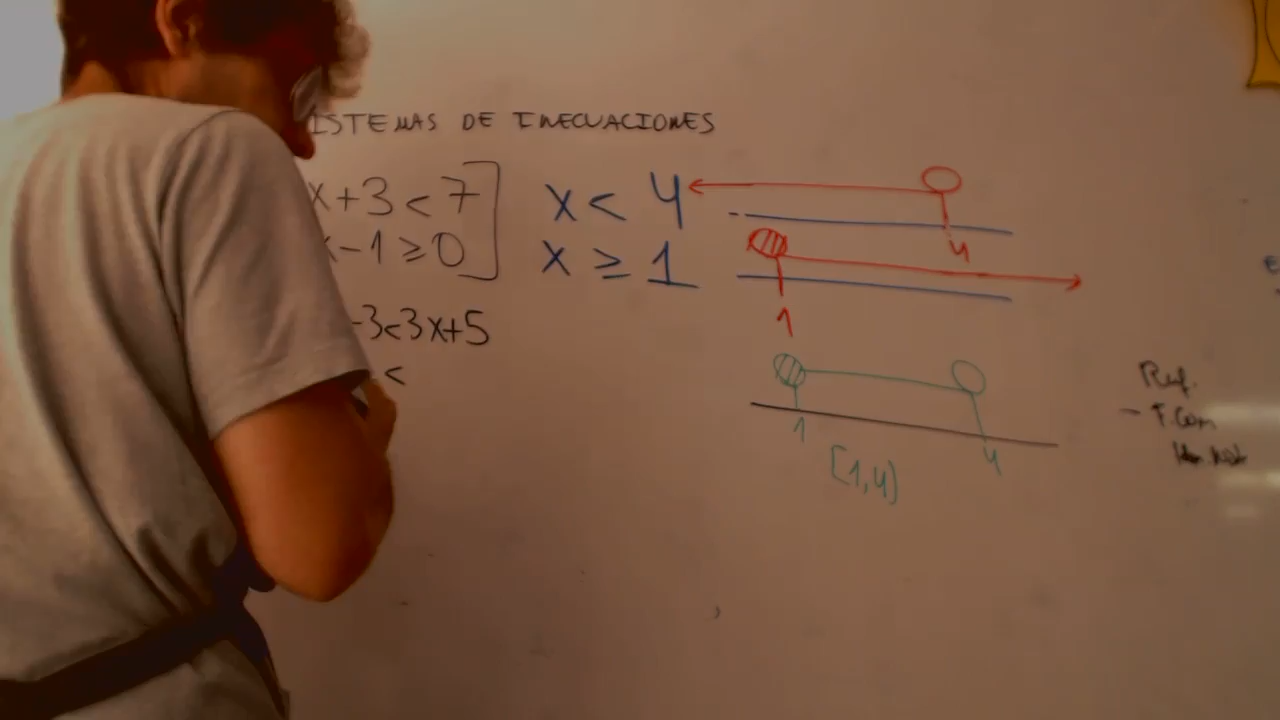 ISTEMAS DE INECUACIONES
x+3<7
x<4
4
-1≥0
x≥1
1
-3<3x+5
<
1
4
[1,4)
Ref.